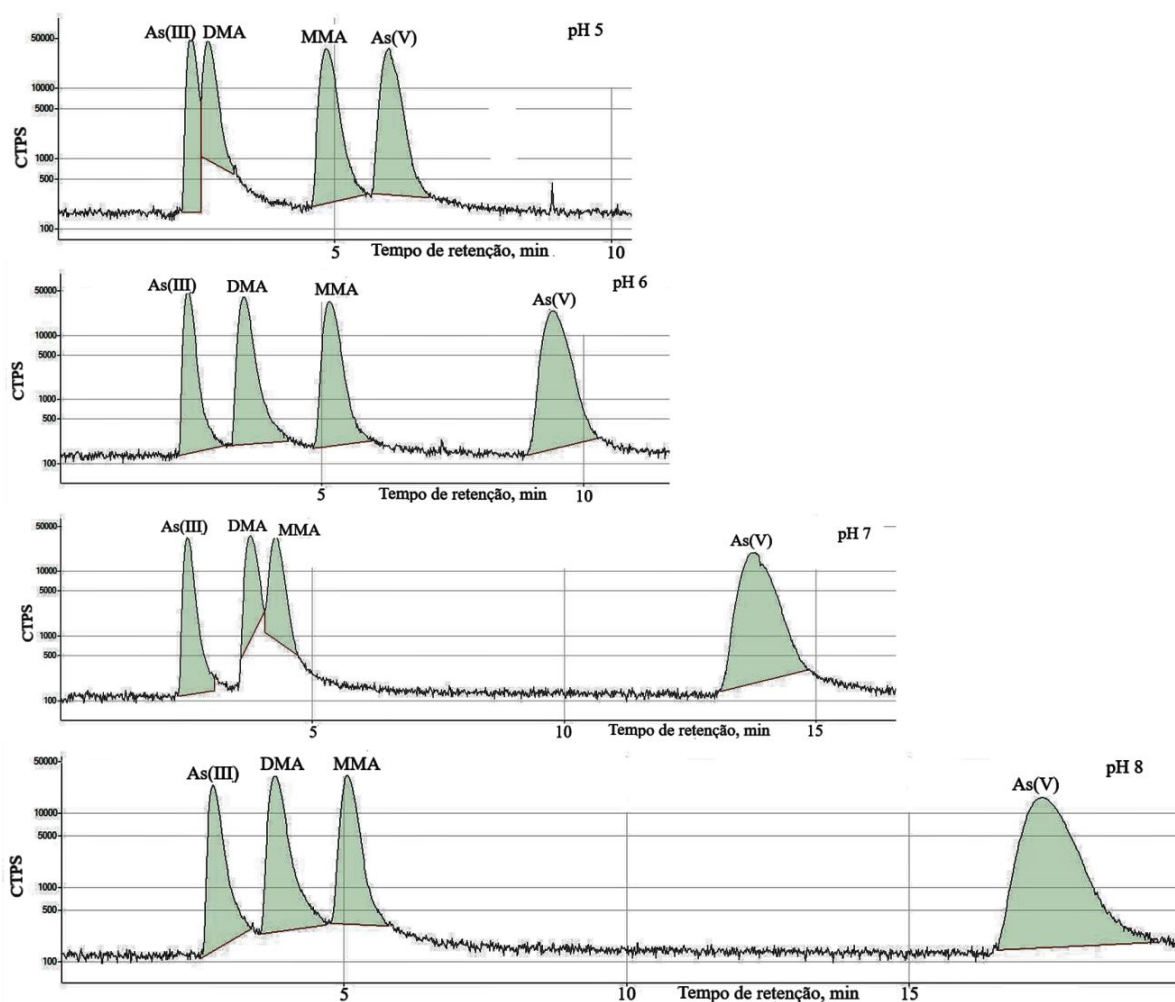 As(III) DMA MMA As(V) pH 5
50000
10000
5000
1000
500
100
CTPS
5 10
Tempo de retenção, min
As(III) DMA MMA As(V) pH 6
50000
10000
5000
1000
500
100
CTPS
5 10
Tempo de retenção, min
As(III) DMA MMA As(V) pH 7
50000
10000
5000
1000
500
100
CTPS
5 10 15
Tempo de retenção, min
As(III) DMA MMA As(V) pH 8
50000
10000
5000
1000
500
100
CTPS
5 10 15
Tempo de retenção, min